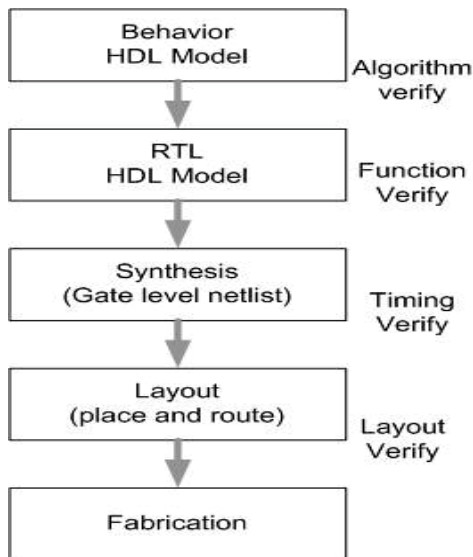 Behavior
HDL Model
Algorithm
verify
RTL
HDL Model
Function
Verify
Synthesis
(Gate level netlist)
Timing
Verify
Layout
(place and route)
Layout
Verify
Fabrication